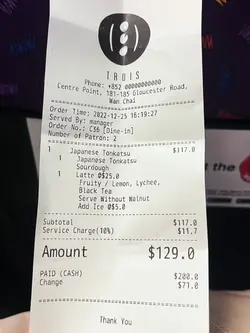 TROIS
Phone: +852 0000000000
Centre Point, 181-185 Gloucester Road,
Wan Chai
Order Time: 2022-12-25 16:19:27
Served By: manager
Order No.: C36 [Dine-in]
Number of Patron: 2
1 Japanese Tonkatsu $117.0
1 Japanese Tonkatsu
Sourdough
1 Latte O$25.0
Fruity / Lemon, Lychee,
Black Tea
Serve Without Walnut
Add Ice O$5.0
Subtotal $117.0
Service Charge(10%) $11.7
Amount $129.0
PAID (CASH) $200.0
Change $71.0
Thank You